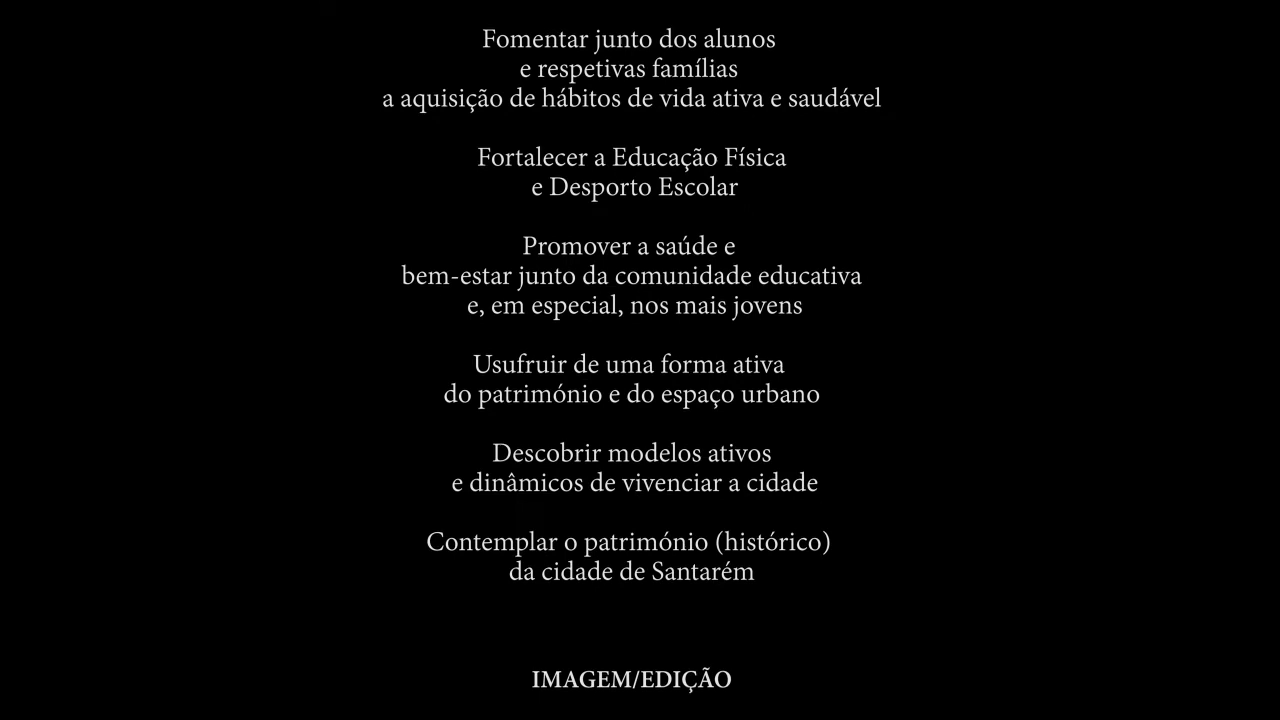 Fomentar junto dos alunos
e respetivas famílias
a aquisição de hábitos de vida ativa e saudável
Fortalecer a Educação Física
e Desporto Escolar
Promover a saúde e
bem-estar junto da comunidade educativa
e, em especial, nos mais jovens
Usufruir de uma forma ativa
do património e do espaço urbano
Descobrir modelos ativos
e dinâmicos de vivenciar a cidade
Contemplar o património (histórico)
da cidade de Santarém
IMAGEM/EDIÇÃO